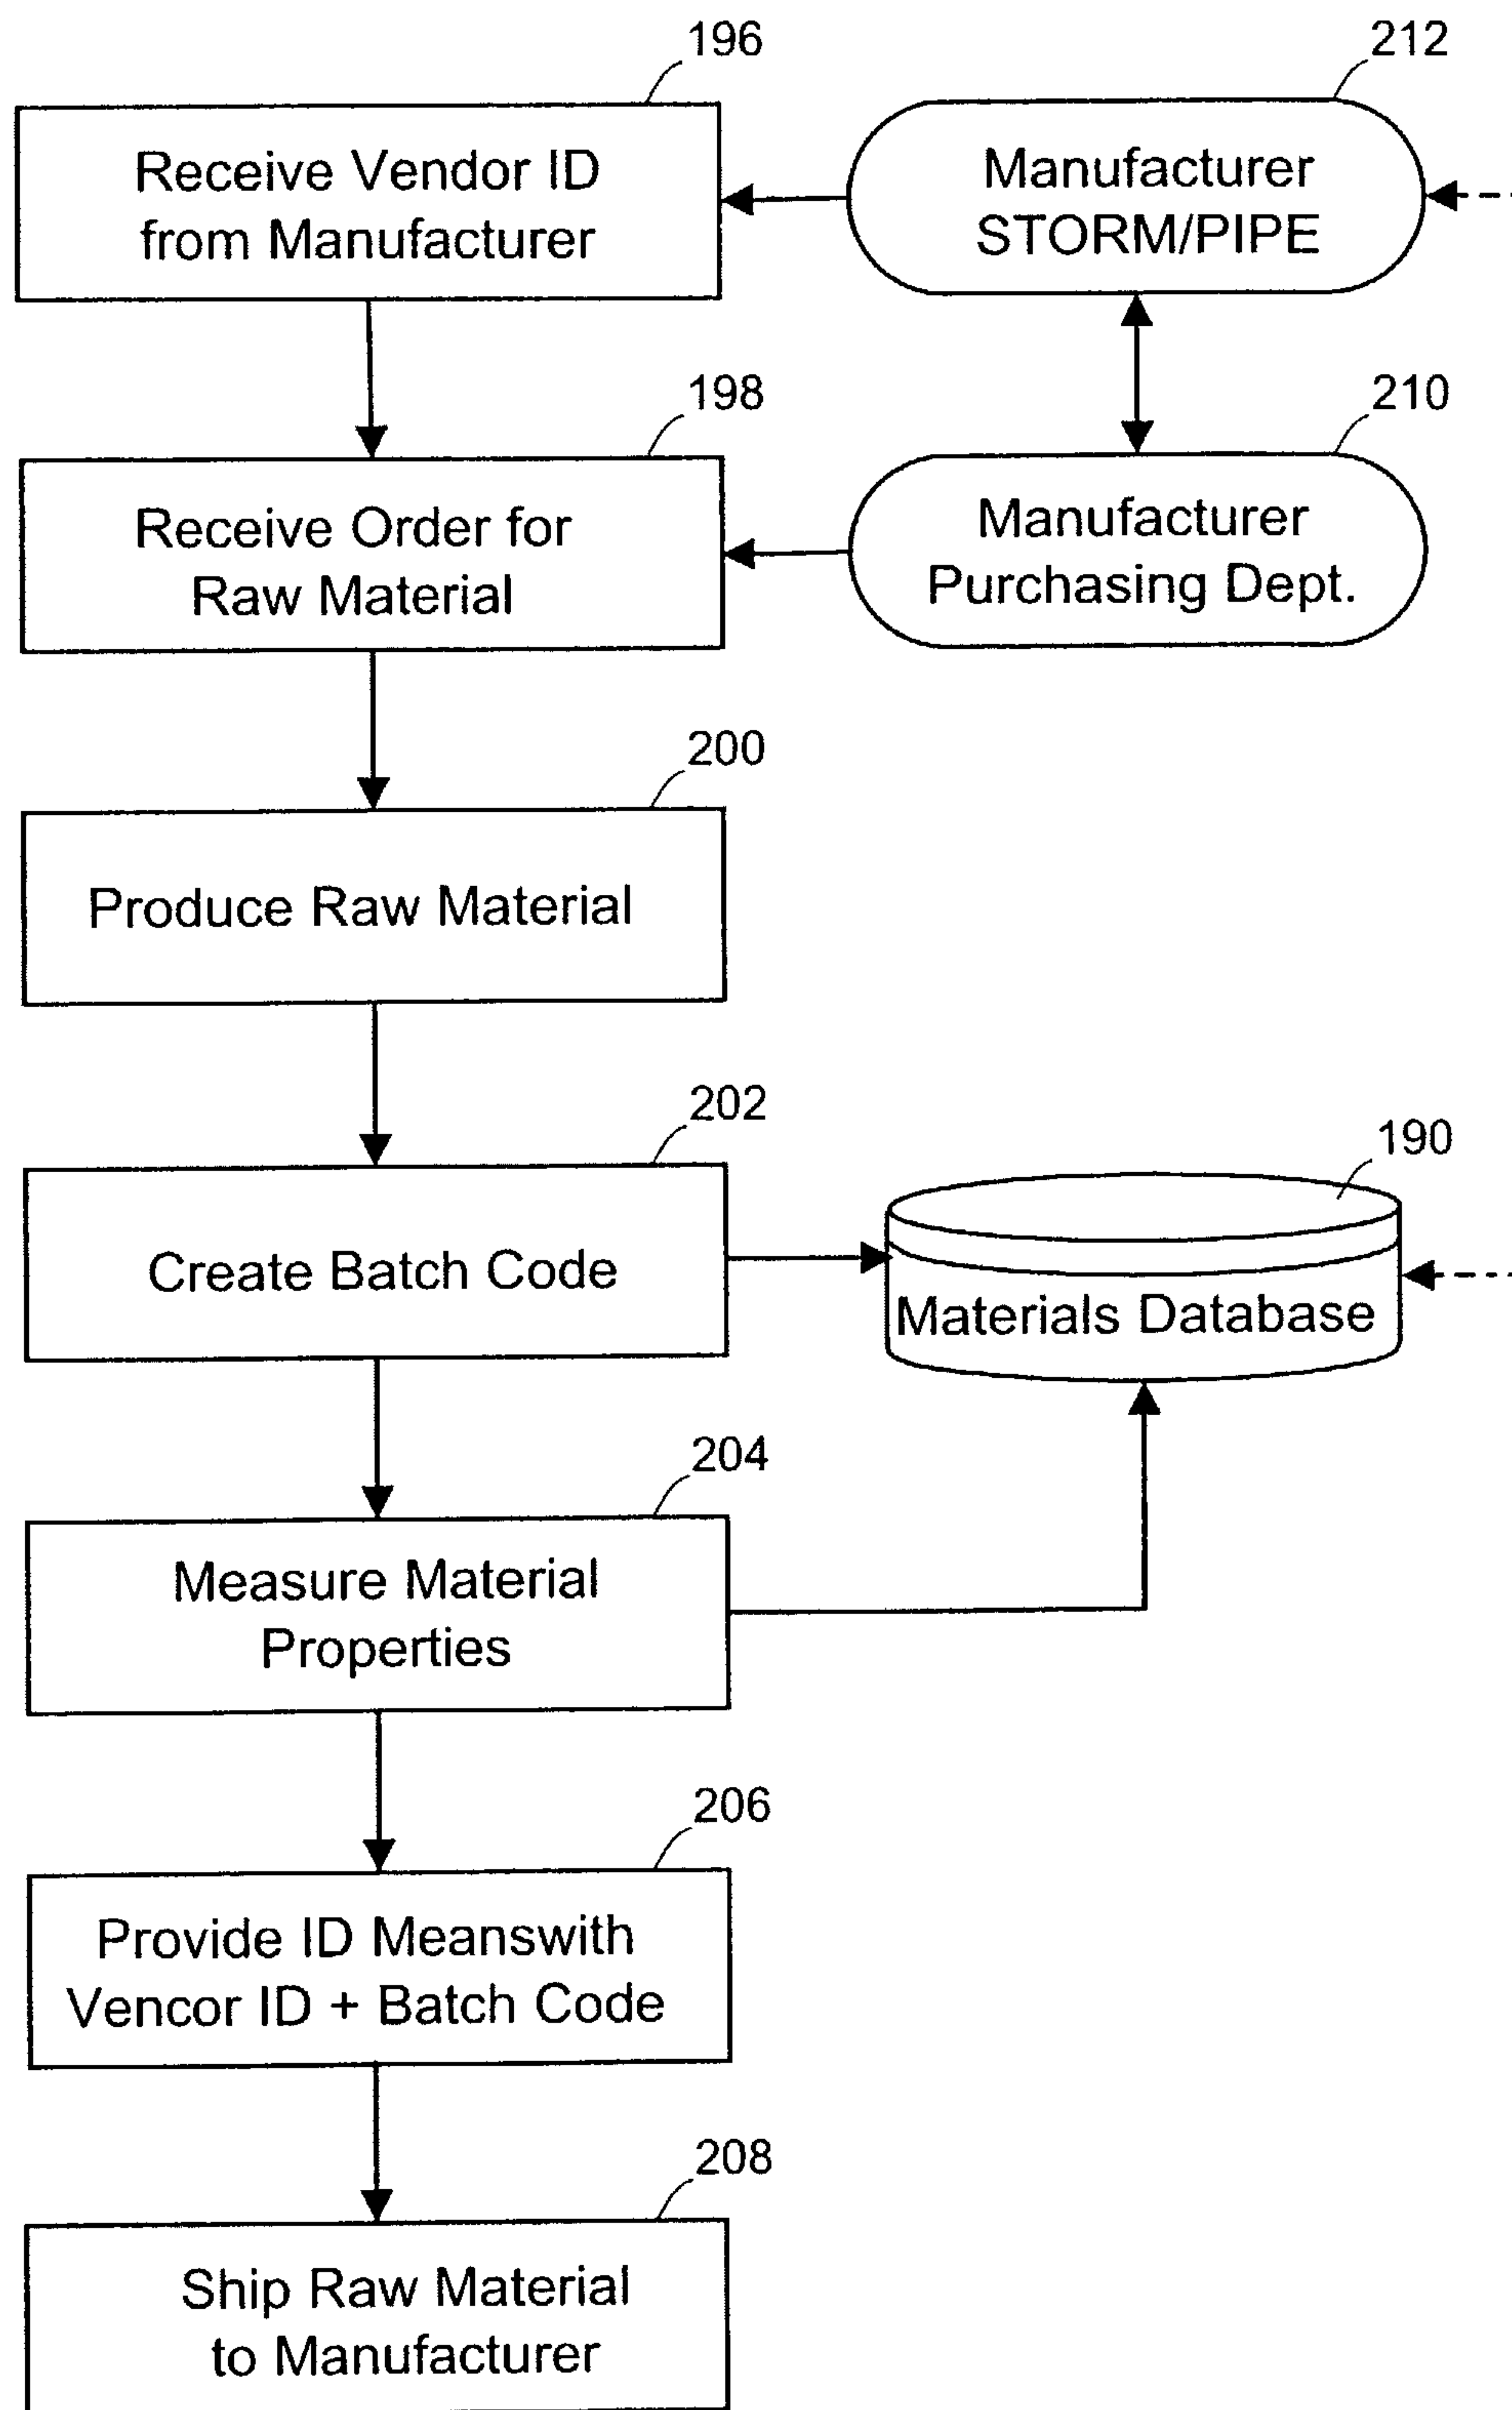 196
212
Receive Vendor ID
from Manufacturer
Manufacturer
STORM/PIPE
198
210
Receive Order for
Raw Material
Manufacturer
Purchasing Dept.
200
Produce Raw Material
202
190
Create Batch Code
Materials Database
204
Measure Material
Properties
206
Provide ID Meanswith
Vencor ID + Batch Code
208
Ship Raw Material
to Manufacturer